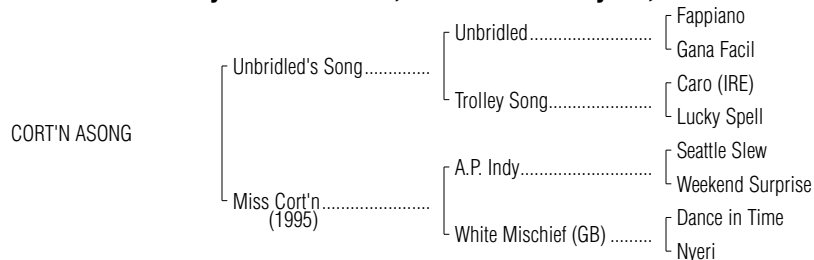 Fappiano
Unbridled..............................
Gana Facil
Unbridled's Song..............
Caro (IRE)
Trolley Song.........................
Lucky Spell
CORT'N ASONG
Seattle Slew
A.P. Indy................................
Weekend Surprise
Miss Cort'n..........................
(1995)
Dance in Time
White Mischief (GB) ..........
Nyeri